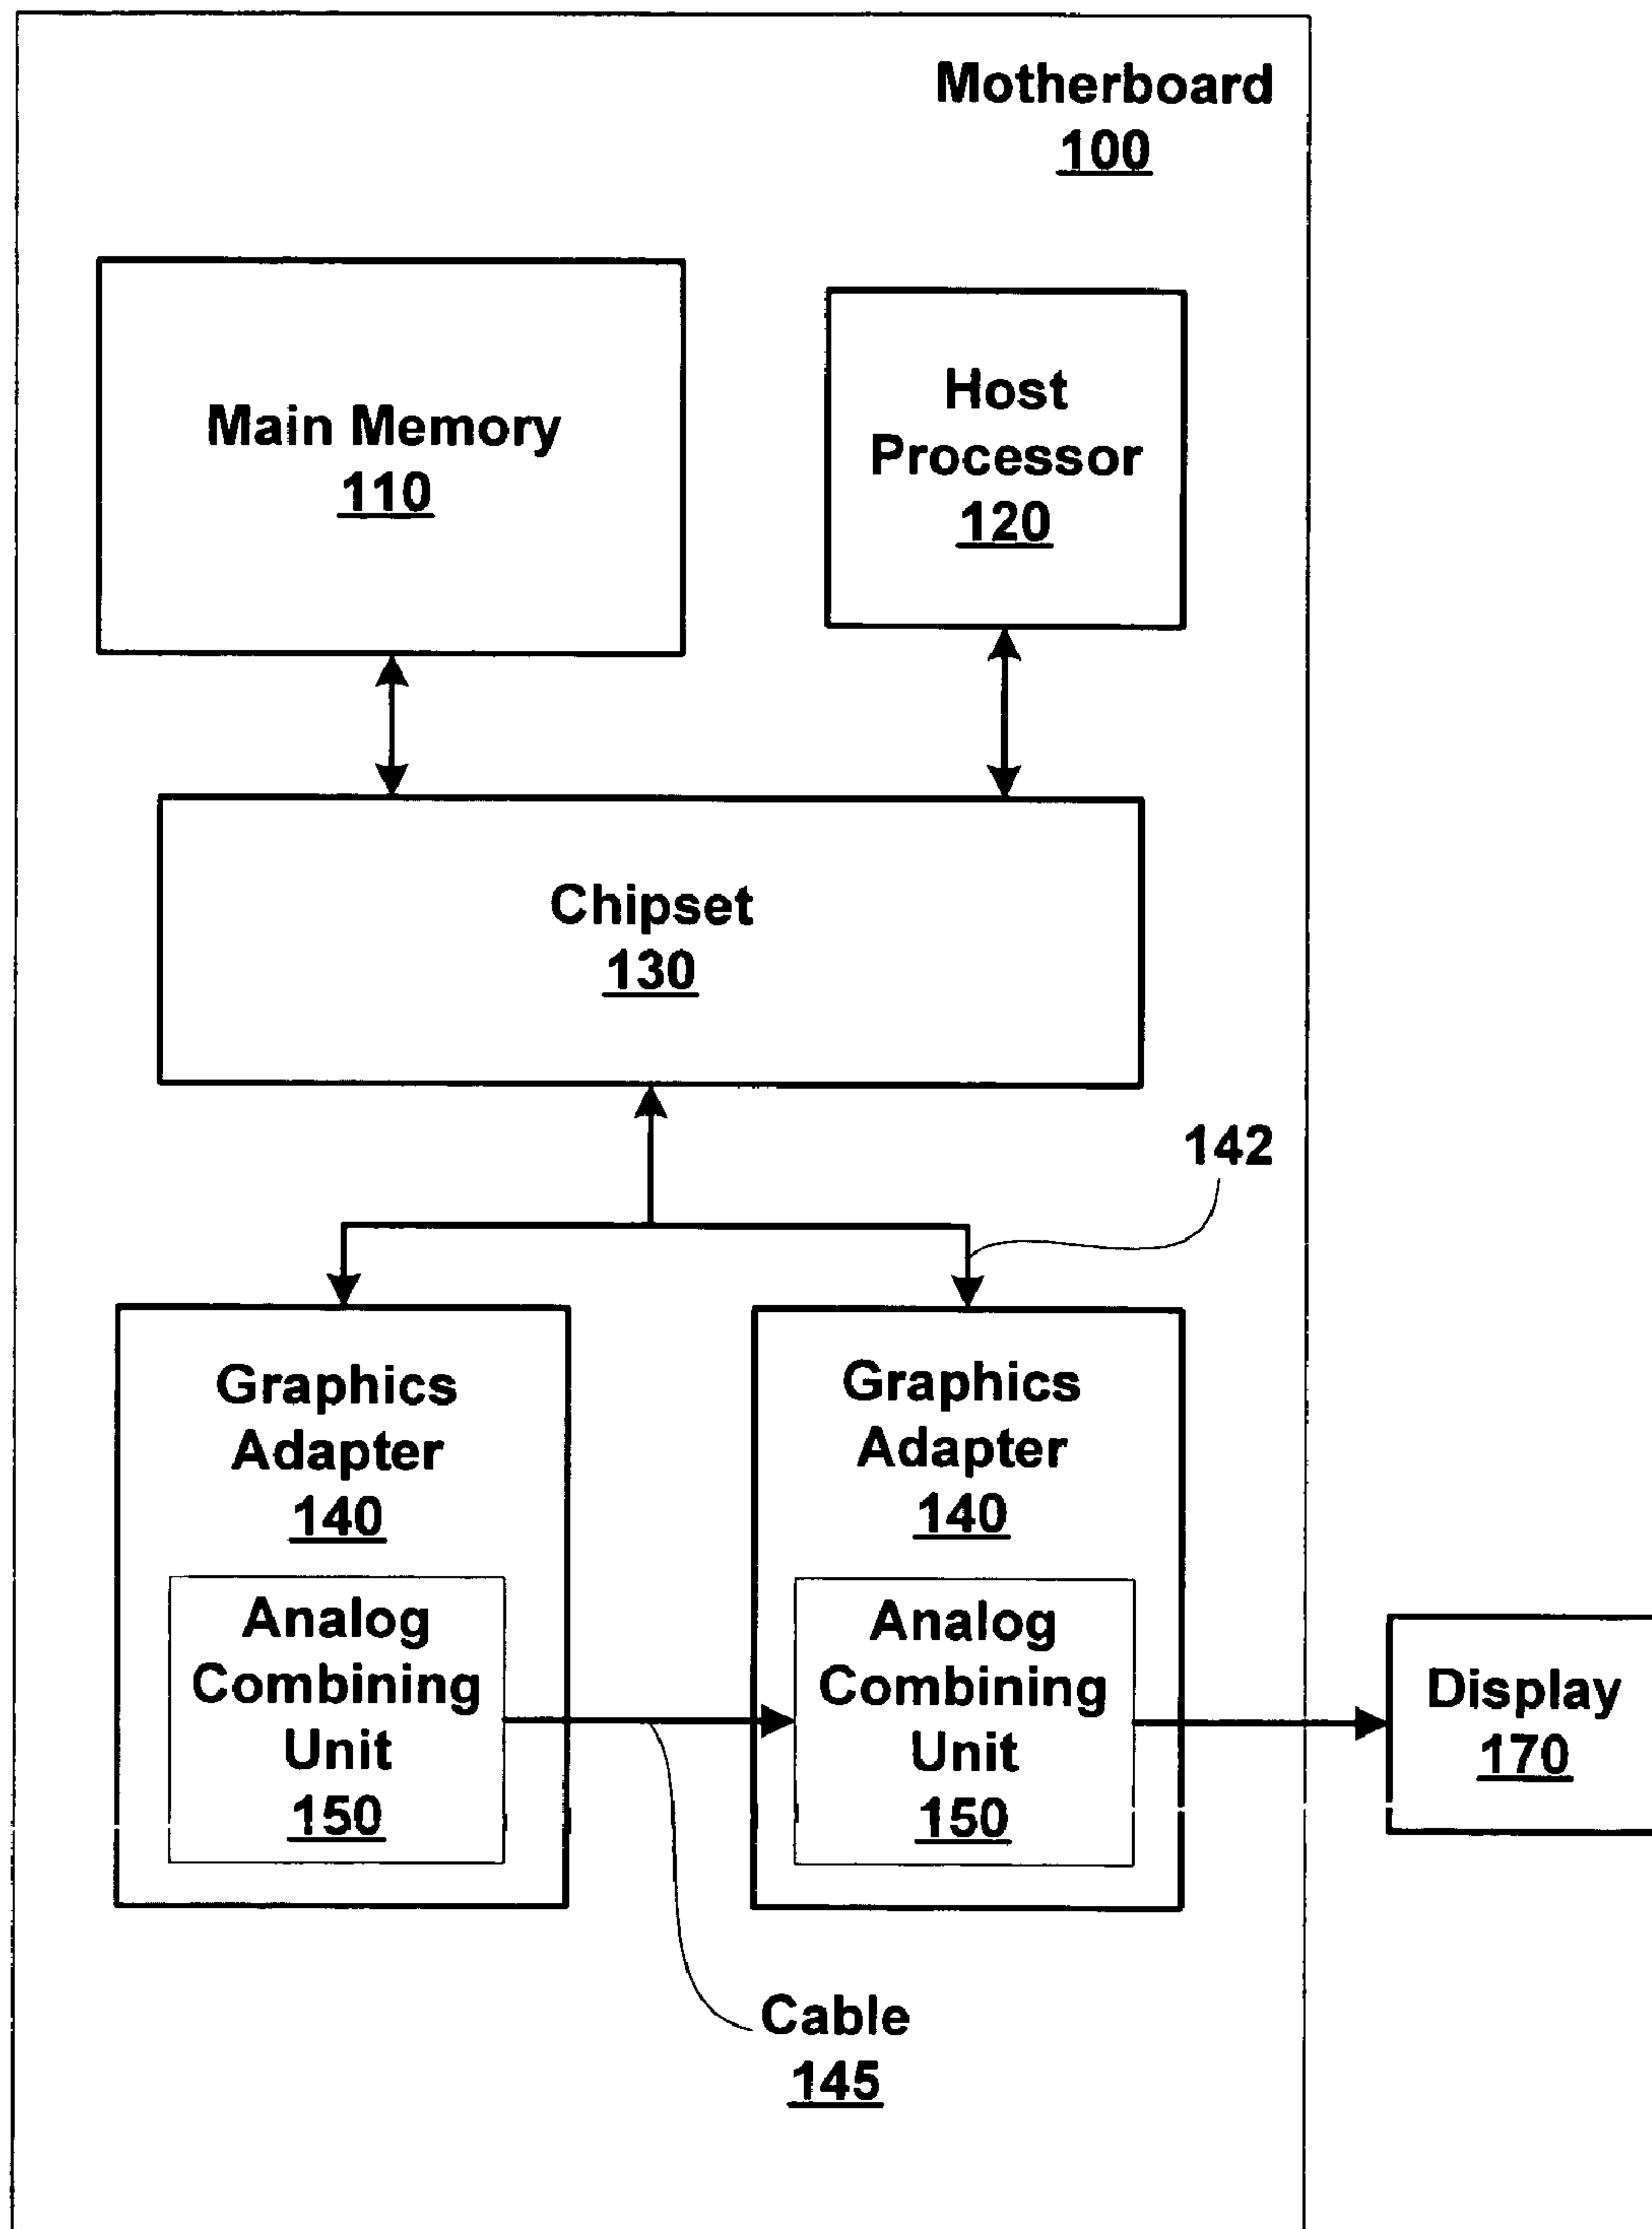 Motherboard
100
Main Memory
110
Host
Processor
120
Chipset
130
142
Graphics
Adapter
140
Analog
Combining
Unit
150
Graphics
Adapter
140
Analog
Combining
Unit
150
Display
170
Cable
145